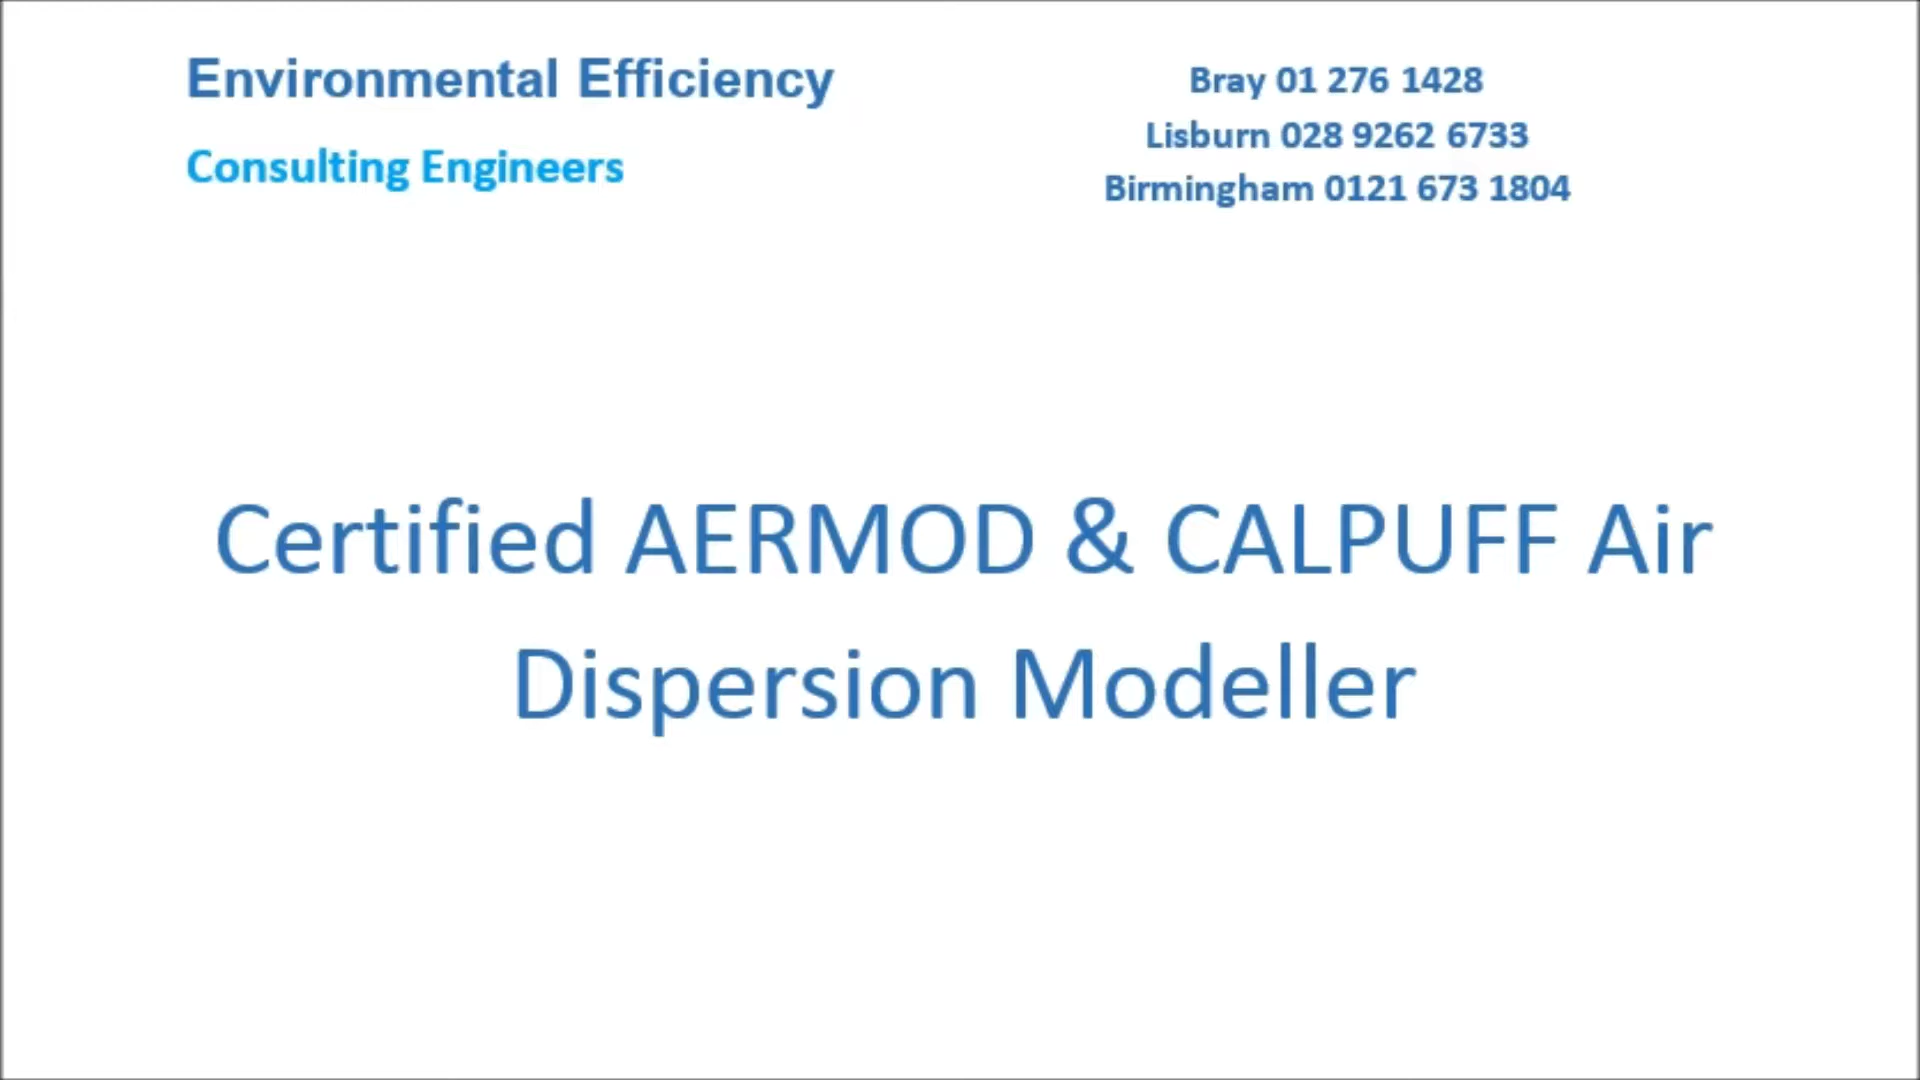 Environmental Efficiency
Consulting Engineers
Bray 01 276 1428
Lisburn 028 9262 6733
Birmingham 0121 673 1804
Certified AERMOD & CALPUFF Air
Dispersion Modeller